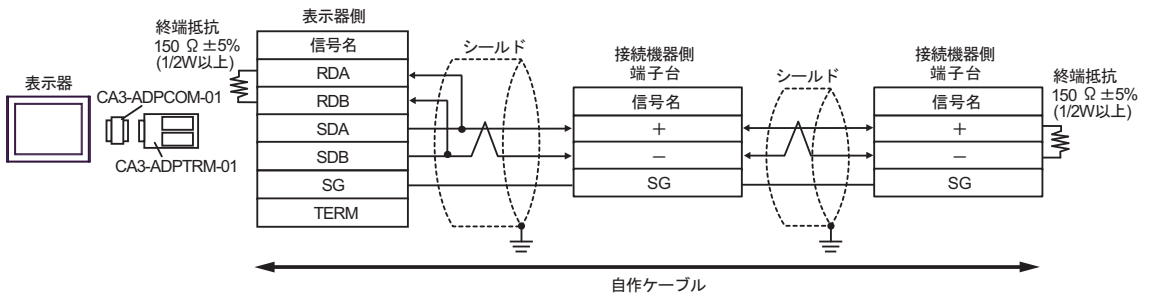 表示器
CA3-ADPCOM-01
CA3-ADPTRM-01
終端抵抗
150 Ω ±5%
(1/2W以上)
表示器側
信号名
RDA
RDB
SDA
SDB
SG
TERM
シールド
接続機器側
端子台
信号名
+
−
SG
シールド
接続機器側
端子台
信号名
+
−
SG
終端抵抗
150 Ω ±5%
(1/2W以上)
自作ケーブル